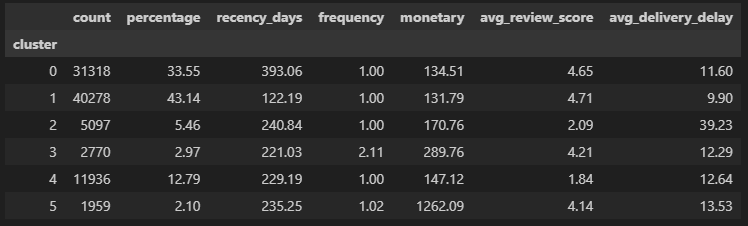 count percentage recency_days frequency monetary avg_review_score avg_delivery_delay
cluster
0 31318 33.55 393.06 1.00 134.51 4.65 11.60
1 40278 43.14 122.19 1.00 131.79 4.71 9.90
2 5097 5.46 240.84 1.00 170.76 2.09 39.23
3 2770 2.97 221.03 2.11 289.76 4.21 12.29
4 11936 12.79 229.19 1.00 147.12 1.84 12.64
5 1959 2.10 235.25 1.02 1262.09 4.14 13.53